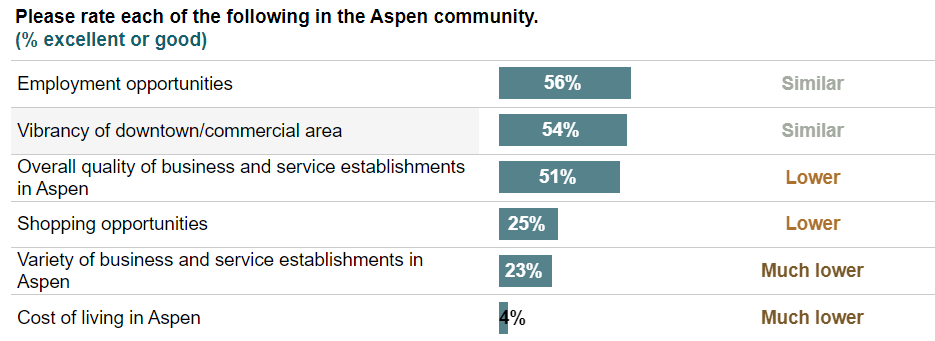 Please rate each of the following in the Aspen community.
(% excellent or good)
Employment opportunities 56% Similar
Vibrancy of downtown/commercial area 54% Similar
Overall quality of business and service establishments
in Aspen 51% Lower
Shopping opportunities 25% Lower
Variety of business and service establishments in
Aspen 23% Much lower
Cost of living in Aspen 4% Much lower